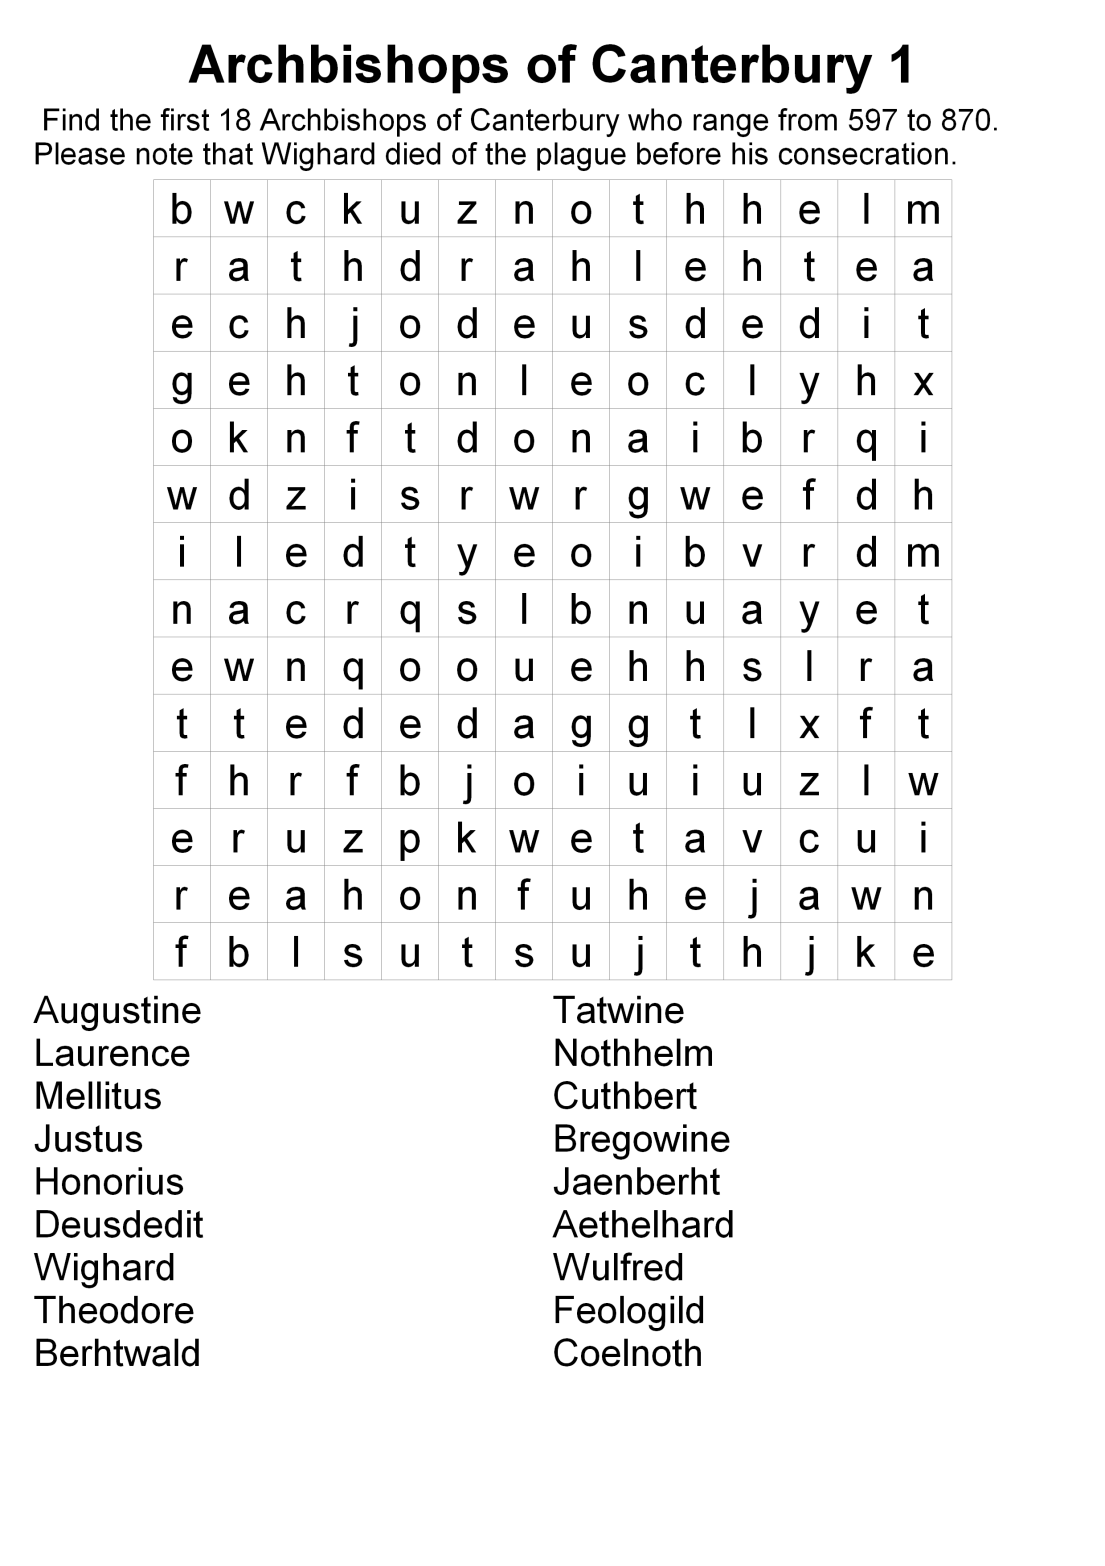 Archbishops of Canterbury 1
Find the first 18 Archbishops of Canterbury who range from 597 to 870.
Please note that Wighard died of the plague before his consecration.
b w c k u z n o t h h e l m
r a t h d r a h l e h t e a
e c h j o d e u s d e d i t
g e h t o n l e o c l y h x
o k n f t d o n a i b r q i
w d z i s r w r g w e f d h
i l e d t y e o i b v r d m
n a c r q s l b n u a y e t
e w n q o o u e h h s l r a
t t e d e d a g g t l x f t
f h r f b j o i u i u z l w
e r u z p k w e t a v c u i
r e a h o n f u h e j a w n
f b l s u t s u j t h j k e
Augustine
Laurence
Mellitus
Justus
Honorius
Deusdedit
Wighard
Theodore
Berhtwald
Tatwine
Nothhelm
Cuthbert
Bregowine
Jaenberht
Aethelhard
Wulfred
Feologild
Coelnoth